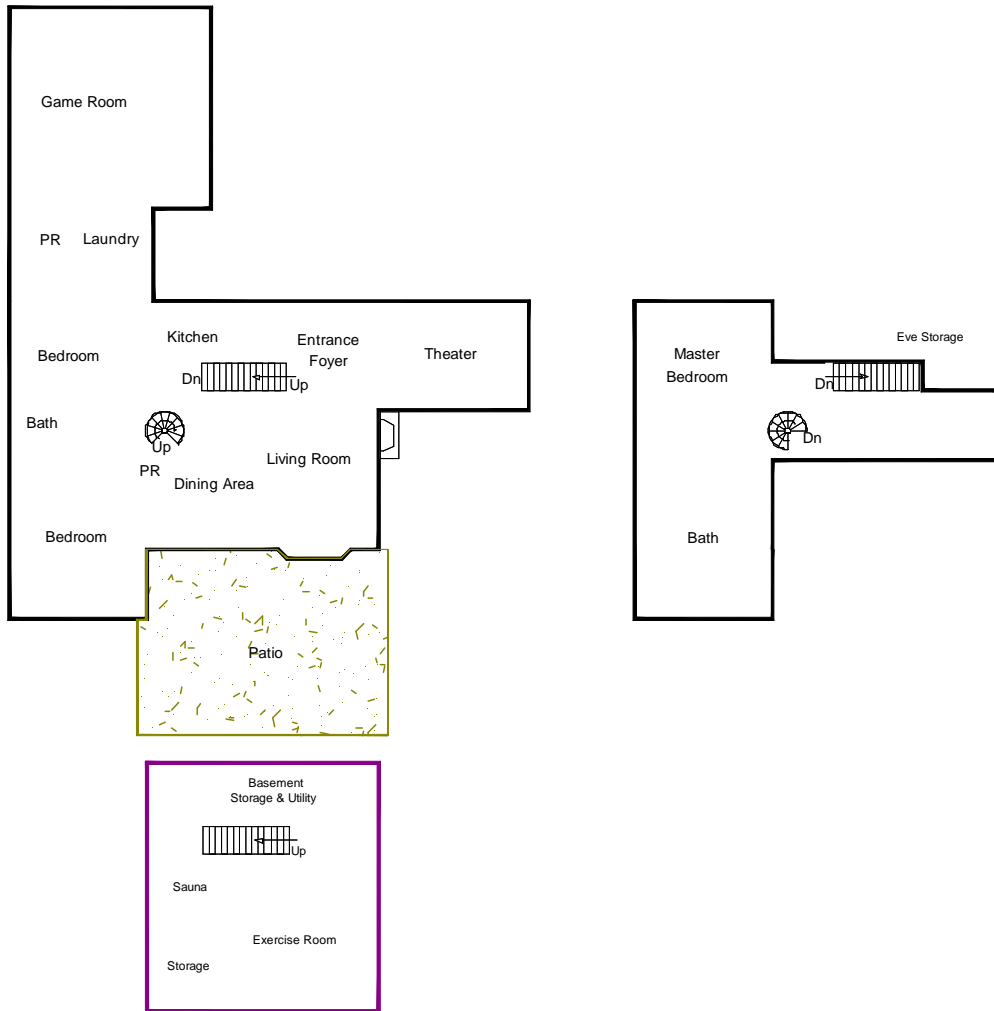 Game Room
PR
Laundry
Kitchen
Entrance
Foyer
Theater
Bedroom
Dn
Up
Bath
Up
PR
Living Room
Dining Area
Bedroom
Patio
Eve Storage
Master
Bedroom
Dn
Dn
Bath
Basement
Storage & Utility
Up
Sauna
Exercise Room
Storage